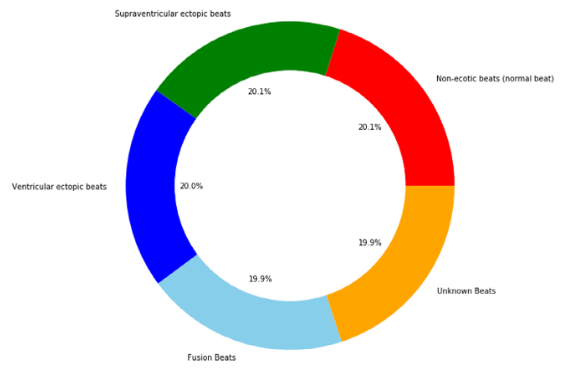 Supraventricular ectopic beats
Non-ecotic beats (normal beat)
20.1%
20.1%
Ventricular ectopic beats
20.0%
19.9%
19.9%
Unknown Beats
Fusion Beats